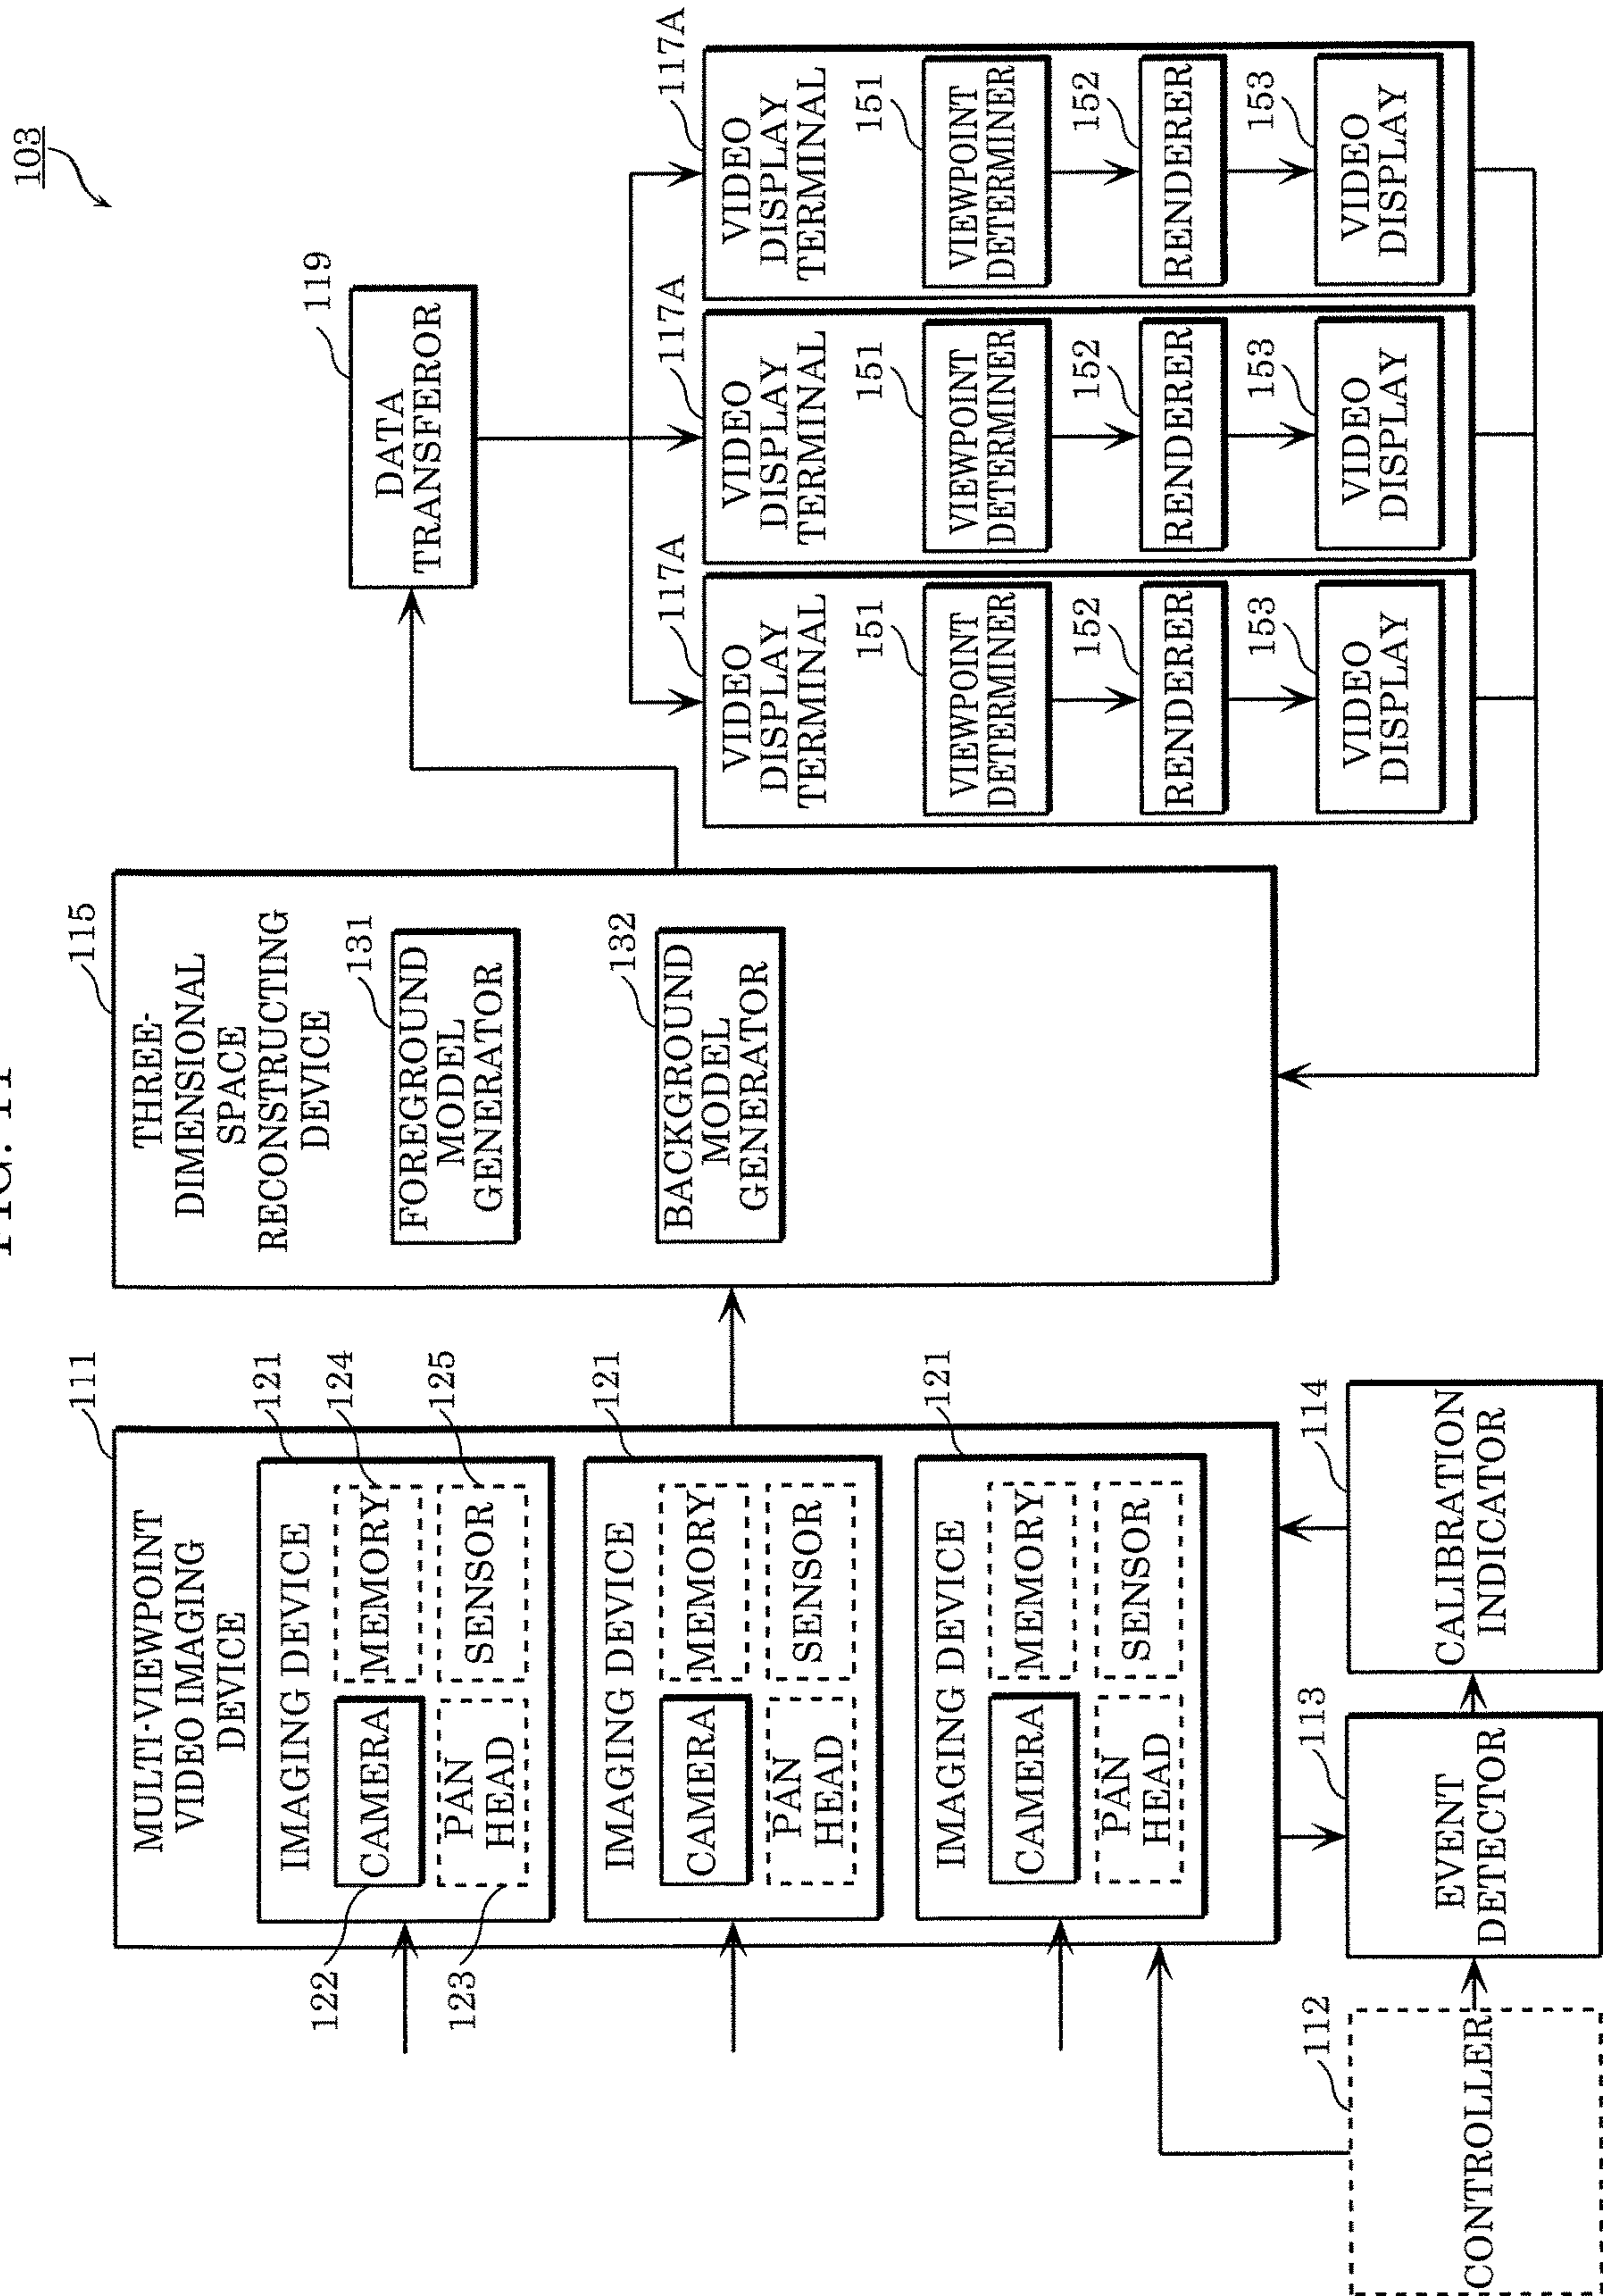 103
111
MULTI-VIEWPOINT
VIDEO IMAGING
DEVICE
121
IMAGING DEVICE
122
CAMERA
124
MEMORY
123
PAN
HEAD
125
SENSOR
121
IMAGING DEVICE
CAMERA
MEMORY
PAN
HEAD
SENSOR
121
IMAGING DEVICE
CAMERA
MEMORY
PAN
HEAD
SENSOR
112
CONTROLLER
113
EVENT
DETECTOR
114
CALIBRATION
INDICATOR
115
THREE-
DIMENSIONAL
SPACE
RECONSTRUCTING
DEVICE
131
FOREGROUND
MODEL
GENERATOR
132
BACKGROUND
MODEL
GENERATOR
119
DATA
TRANSFEROR
117A
VIDEO
DISPLAY
TERMINAL
151
VIEWPOINT
DETERMINER
152
RENDERER
153
VIDEO
DISPLAY
117A
VIDEO
DISPLAY
TERMINAL
151
VIEWPOINT
DETERMINER
152
RENDERER
153
VIDEO
DISPLAY
117A
VIDEO
DISPLAY
TERMINAL
151
VIEWPOINT
DETERMINER
152
RENDERER
153
VIDEO
DISPLAY